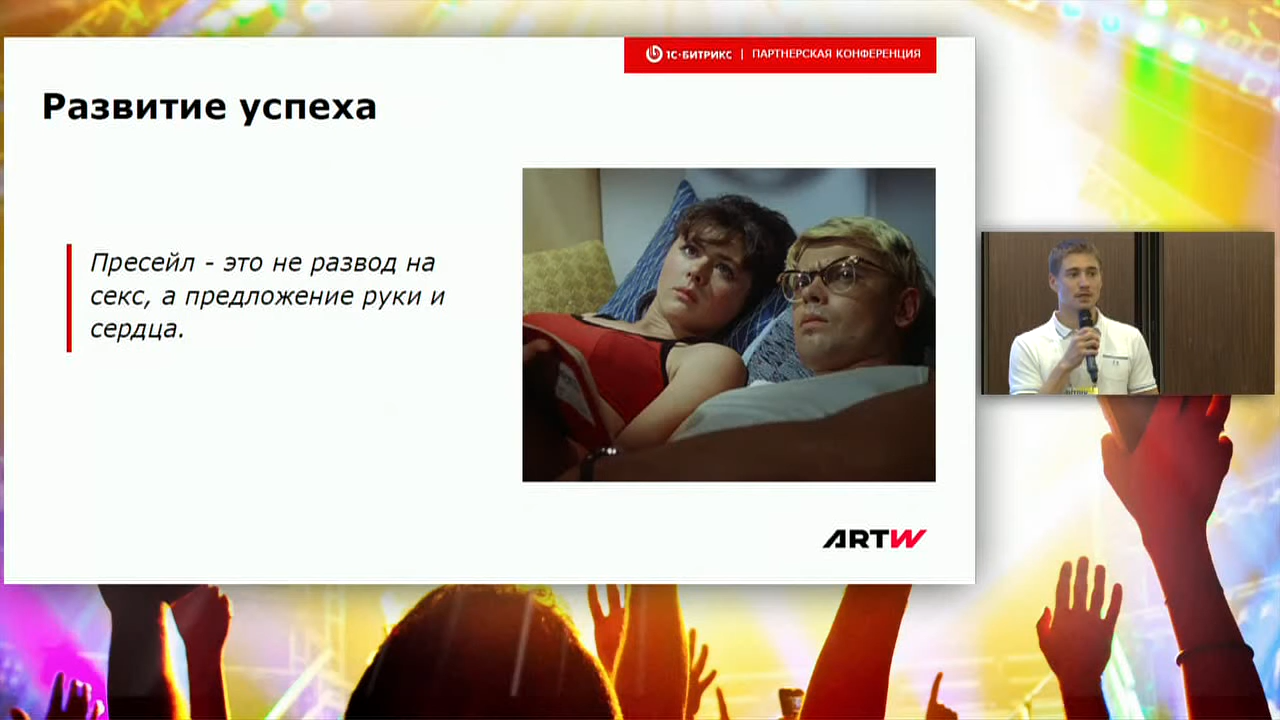 1С-БИТРИКС | ПАРТНЕРСКАЯ КОНФЕРЕНЦИЯ
Развитие успеха
Пресейл - это не развод на
секс, а предложение руки и
сердца.
ARTW